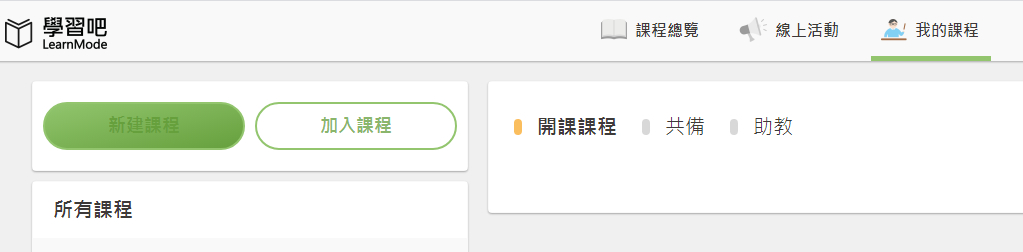 學習吧
LearnMode
課程總覽
線上活動
我的課程
新建課程
加入課程
開課課程
共備
助教
所有課程